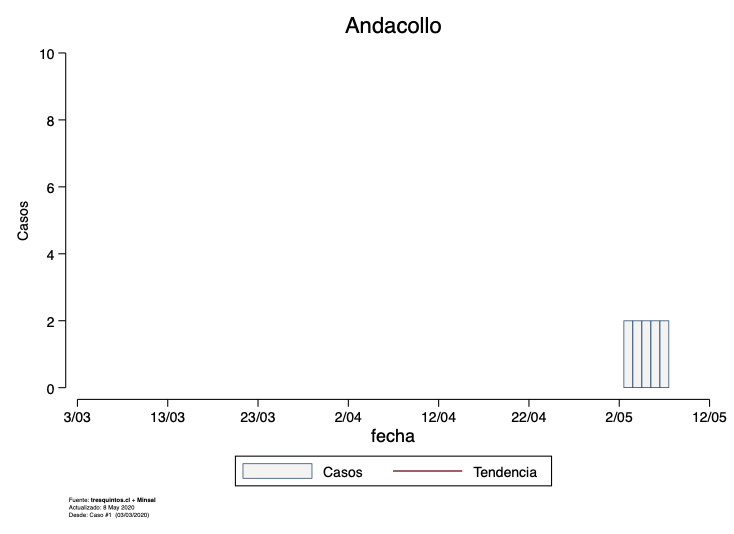 Andacollo
10
8
6
4
2
0
Casos
3/03 13/03 23/03 2/04 12/04 22/04 2/05 12/05
fecha
Casos Tendencia
Fuente: tresquintos.cl + Minsal
Actualizado: 8 May 2020
Desde: Caso #1 (03/03/2020)